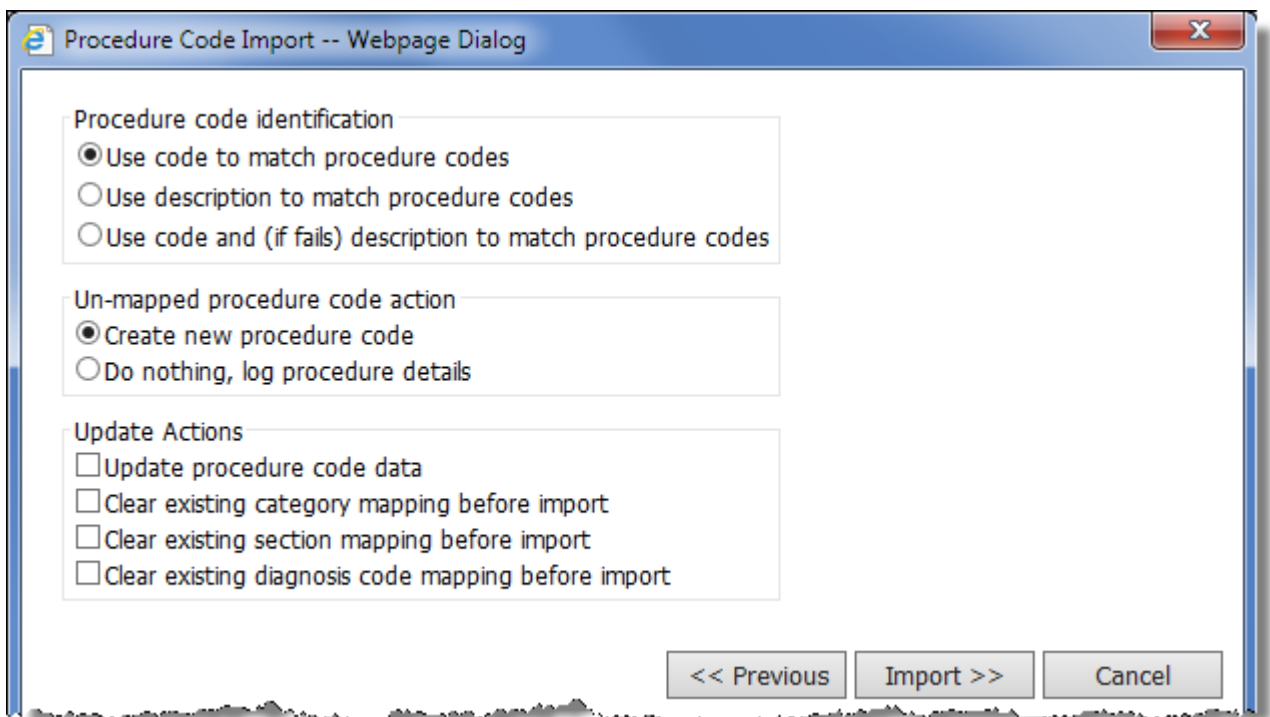 Procedure Code Import -- Webpage Dialog
Procedure code identification
Use code to match procedure codes
Use description to match procedure codes
Use code and (if fails) description to match procedure codes
Un-mapped procedure code action
Create new procedure code
Do nothing, log procedure details
Update Actions
Update procedure code data
Clear existing category mapping before import
Clear existing section mapping before import
Clear existing diagnosis code mapping before import
<< Previous Import >> Cancel